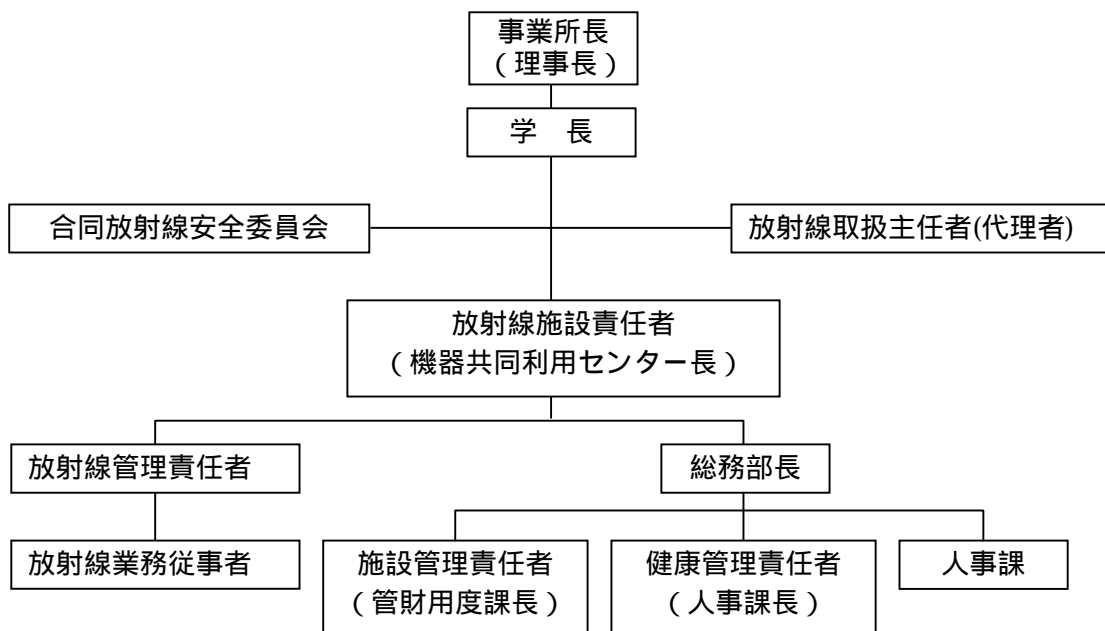 事業所長
（理事長）
学　長
合同放射線安全委員会
放射線取扱主任者(代理者)
放射線施設責任者
（機器共同利用センター長）
放射線管理責任者
総務部長
放射線業務従事者
施設管理責任者
（管財用度課長）
健康管理責任者
（人事課長）
人事課